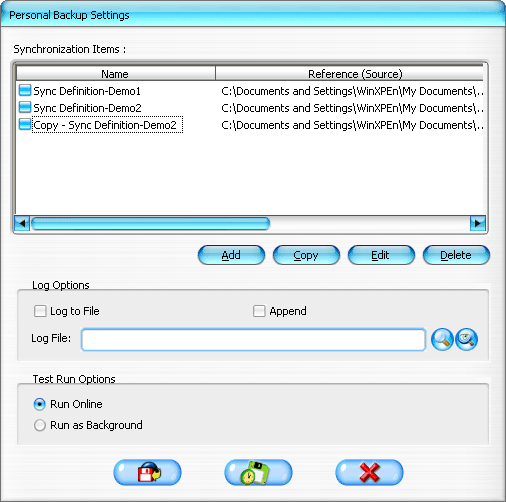 Personal Backup Settings
Synchronization Items :
Name Reference (Source)
Sync Definition-Demo1 C:\Documents and Settings\WinXPEn\My Documents\...
Sync Definition-Demo2 C:\Documents and Settings\WinXPEn\My Documents\...
Copy - Sync Definition-Demo2 C:\Documents and Settings\WinXPEn\My Documents\...
Add Copy Edit Delete
Log Options
Log to File Append
Log File:
Test Run Options
Run Online
Run as Background